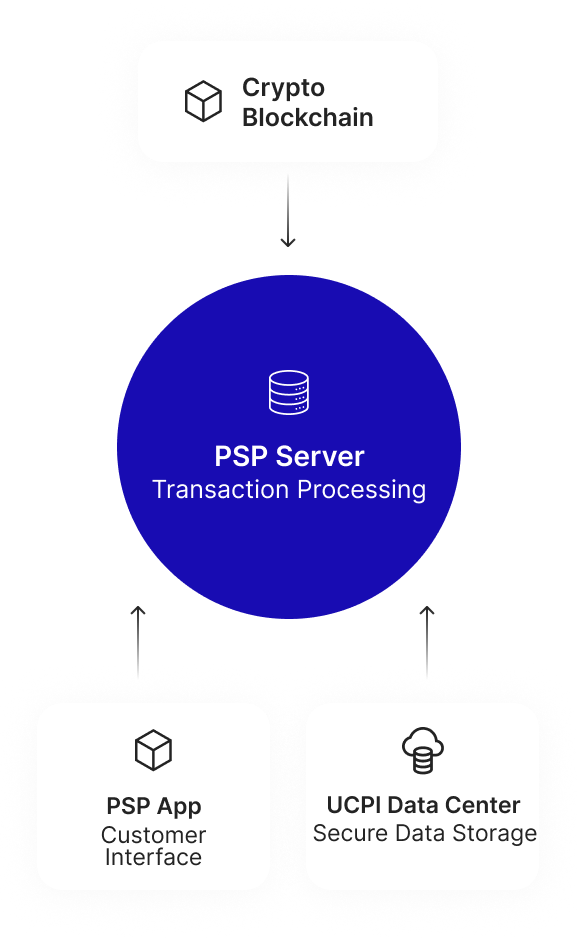 Crypto
Blockchain
PSP Server
Transaction Processing
PSP App
Customer
Interface
UCPI Data Center
Secure Data Storage